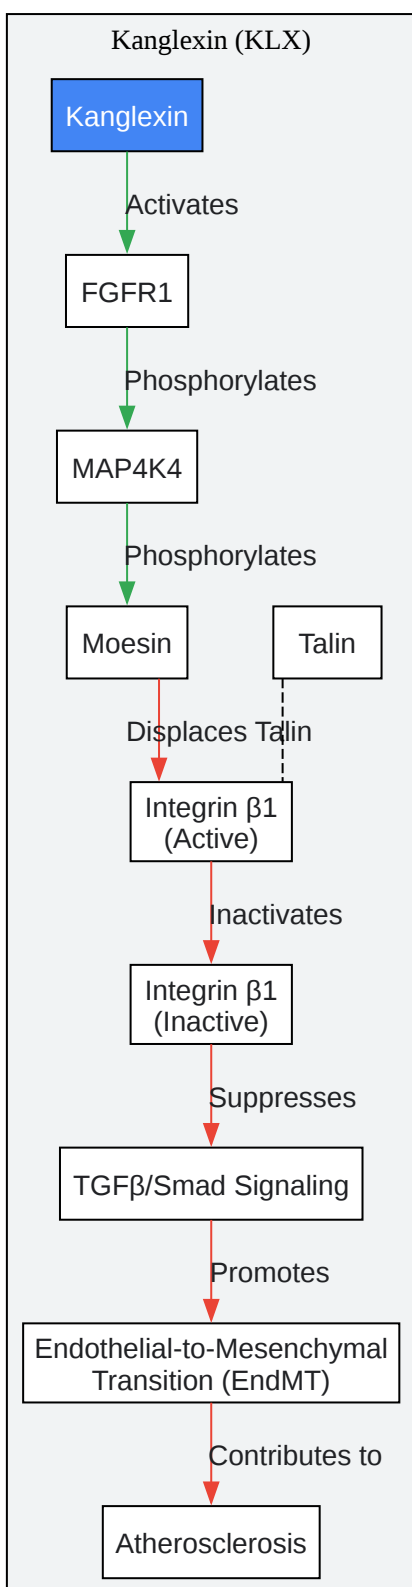 Kanglexin (KLX)
Kanglexin
Activates
FGFR1
Phosphorylates
MAP4K4
Phosphorylates
Moesin
Talin
Displaces Talin
Integrin β1
(Active)
Inactivates
Integrin β1
(Inactive)
Suppresses
TGFβ/Smad Signaling
Promotes
Endothelial-to-Mesenchymal
Transition (EndMT)
Contributes to
Atherosclerosis